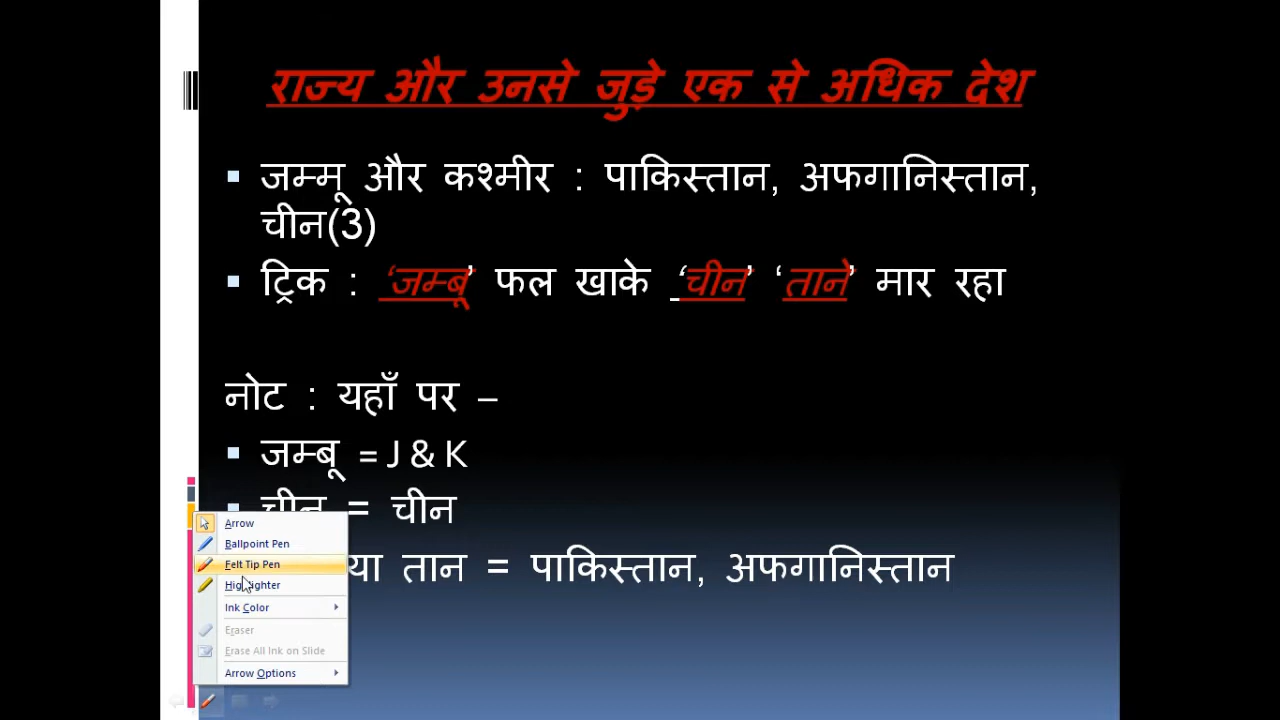 राज्य और उनसे जुड़े एक से अधिक देश
जम्मू और कश्मीर : पाकिस्तान, अफगानिस्तान,
चीन(3)
ट्रिक : ‘जम्बू’ फल खाके ‘चीन’ ‘ताने’ मार रहा
नोट : यहाँ पर –
जम्बू = J & K
चीन = चीन
या तान = पाकिस्तान, अफगानिस्तान
Arrow
Ballpoint Pen
Felt Tip Pen
Highlighter
Ink Color
Eraser
Erase All Ink on Slide
Arrow Options